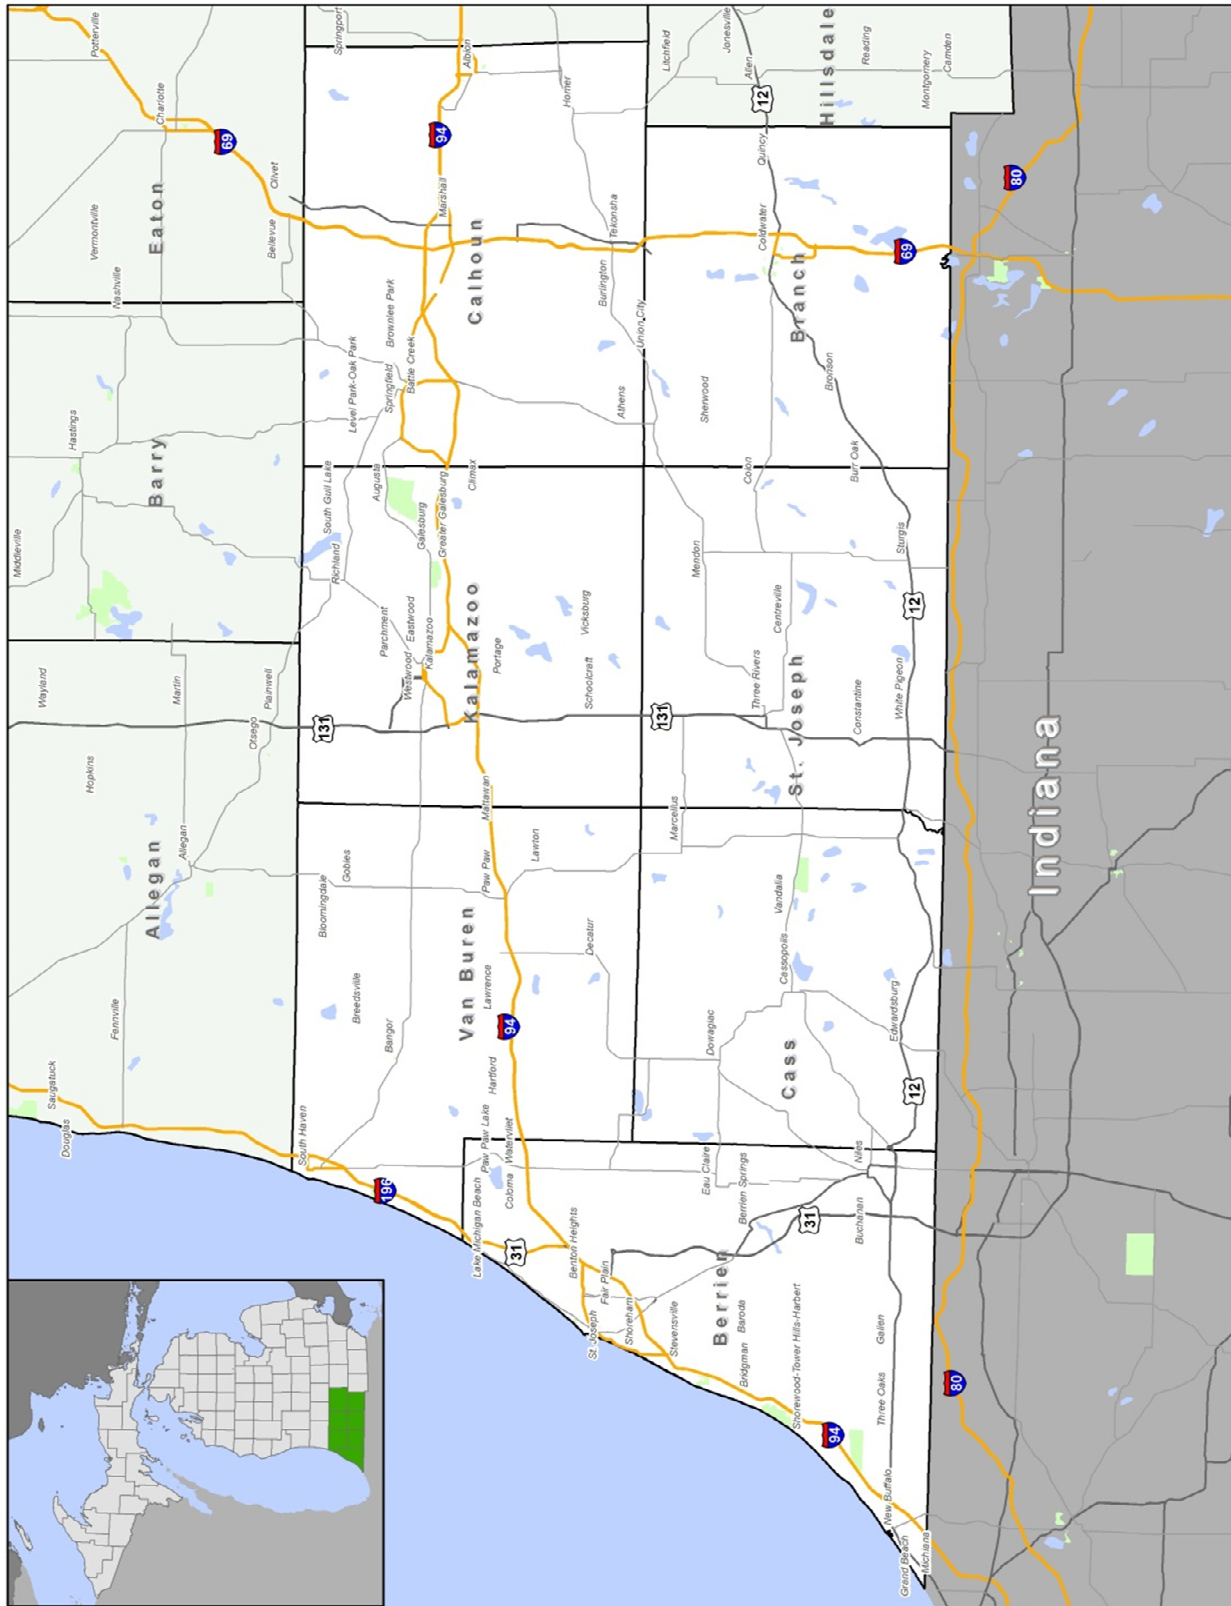 Potterville
Charlotte
69
Olivet
Bellevue
Eaton
Vermontville
Nashville
Hastings
Barry
Middleville
Wayland
Martin
Plainwell
Otsego
Hopkins
Allegan
Allegan
Fennville
Saugatuck
Douglas
Springport
Albion
94
Homer
Marshall
Calhoun
Tekonsha
Burlington
Union City
Athens
Brownlee Park
Battle Creek
Springfield
Level Park-Oak Park
Augusta
South Gull Lake
Richland
Galesburg
Greater Galesburg
Climax
Parchment
Eastwood
Westwood
Kalamazoo
Kalamazoo
Portage
Vicksburg
Schoolcraft
131
Mattawan
Lawton
Paw Paw
Gobles
Bloomingdale
Breedsville
Bangor
Van Buren
Lawrence
Decatur
94
Hartford
South Haven
196
Litchfield
Jonesville
Allen
Reading
Hillsdale
Montgomery
Camden
12
Quincy
Coldwater
69
Branch
Bronson
Sherwood
Colon
Burr Oak
Sturgis
Mendon
Centreville
12
Three Rivers
St. Joseph
Constantine
White Pigeon
131
Marcellus
Vandalia
Cassopolis
Dowagiac
Cass
Edwardsburg
12
Niles
Eau Claire
Berrien Springs
31
Buchanan
Paw Paw Lake
Watervliet
Coloma
Lake Michigan Beach
31
Benton Heights
Fair Plain
St. Joseph
Shoreham
Stevensville
Berrien
Baroda
Bridgman
Shorewood-Tower Hills-Harbert
Galien
Three Oaks
94
New Buffalo
Grand Beach
Michiana
80
Indiana
80